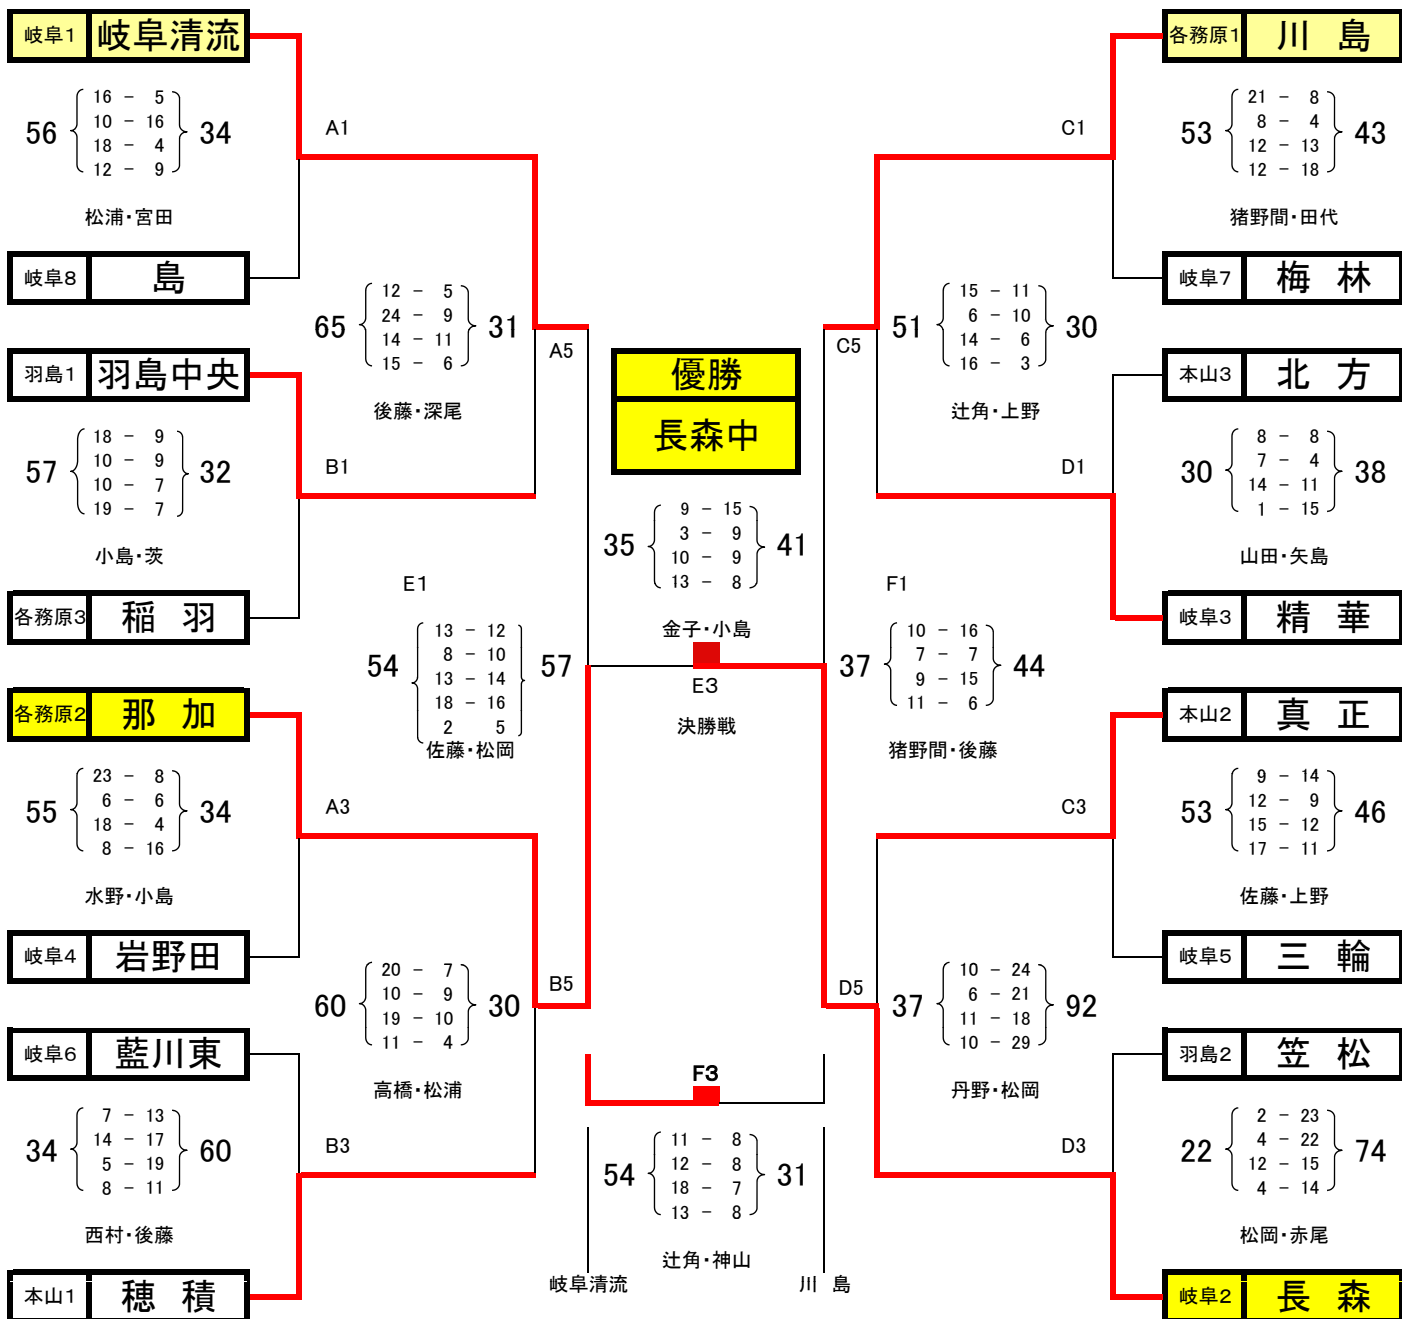 岐阜1 岐阜清流
56 16 - 5 34
10 - 16
18 - 4
12 - 9
松浦・宮田
A1
岐阜8 島
65 12 - 5 31
24 - 9
14 - 11
15 - 6
後藤・深尾
A5
羽島1 羽島中央
57 18 - 9 32
10 - 9
10 - 7
19 - 7
小島・茨
B1
各務原3 稲 羽
E1
54 13 - 12 57
8 - 10
13 - 14
18 - 16
2 5
佐藤・松岡
各務原2 那 加
55 23 - 8 34
6 - 6
18 - 4
8 - 16
水野・小島
A3
岐阜4 岩野田
60 20 - 7 30
10 - 9
19 - 10
11 - 4
高橋・松浦
B5
岐阜6 藍川東
34 7 - 13 60
14 - 17
5 - 19
8 - 11
西村・後藤
B3
本山1 穂 積
優勝
長森中
35 9 - 15 41
3 - 9
10 - 9
13 - 8
金子・小島
E3
決勝戦
F3
54 11 - 8 31
12 - 8
18 - 7
13 - 8
辻角・神山
岐阜清流
川 島
各務原1 川 島
53 21 - 8 43
8 - 4
12 - 13
12 - 18
猪野間・田代
C1
岐阜7 梅 林
51 15 - 11 30
6 - 10
14 - 6
16 - 3
辻角・上野
C5
本山3 北 方
30 8 - 8 38
7 - 4
14 - 11
1 - 15
山田・矢島
D1
岐阜3 精 華
F1
37 10 - 16 44
7 - 7
9 - 15
11 - 6
猪野間・後藤
本山2 真 正
53 9 - 14 46
12 - 9
15 - 12
17 - 11
佐藤・上野
C3
岐阜5 三 輪
37 10 - 24 92
6 - 21
11 - 18
10 - 29
丹野・松岡
D5
羽島2 笠 松
22 2 - 23 74
4 - 22
12 - 15
4 - 14
松岡・赤尾
D3
岐阜2 長 森